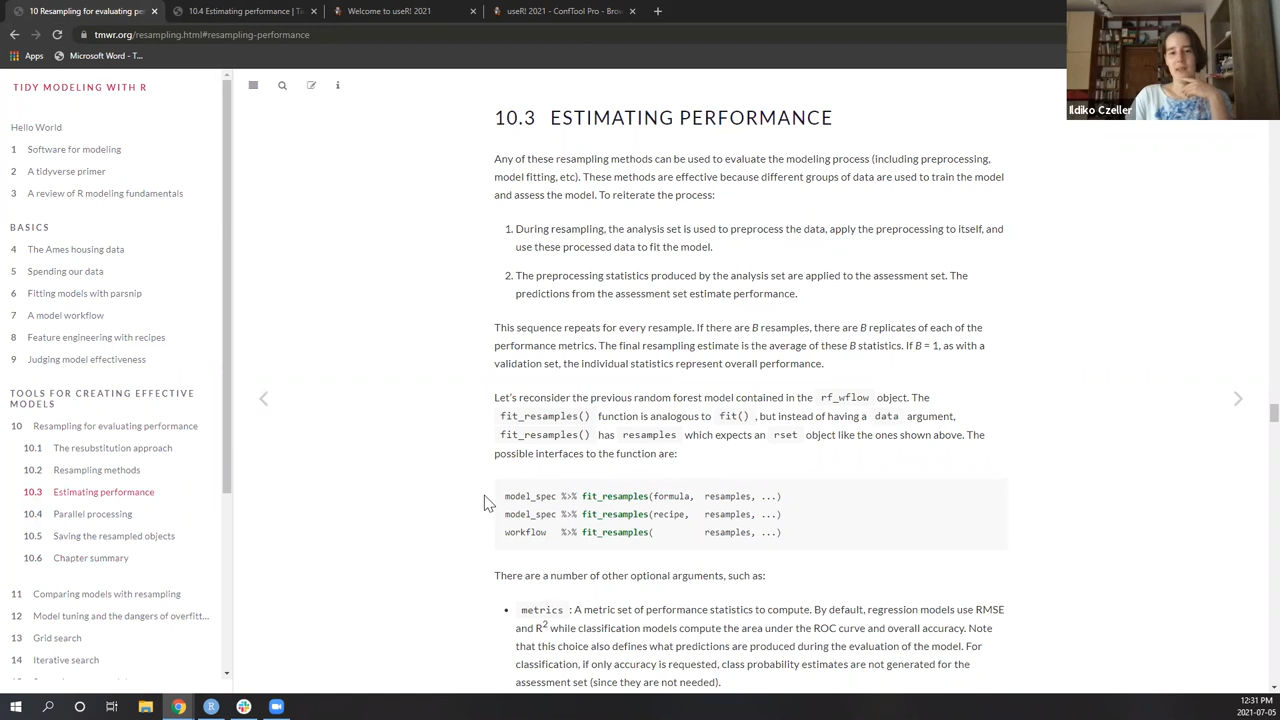 10 Resampling for evaluating pe
10.4 Estimating performance | Ti
Welcome to useR! 2021
useR! 2021 - ConfTool Pro - Brow
tmwr.org/resampling.html#resampling-performance
Apps
Microsoft Word - T...
Ildiko Czeller
TIDY MODELING WITH R
Hello World
1 Software for modeling
2 A tidyverse primer
3 A review of R modeling fundamentals
BASICS
4 The Ames housing data
5 Spending our data
6 Fitting models with parsnip
7 A model workflow
8 Feature engineering with recipes
9 Judging model effectiveness
TOOLS FOR CREATING EFFECTIVE
MODELS
10 Resampling for evaluating performance
10.1 The resubstitution approach
10.2 Resampling methods
10.3 Estimating performance
10.4 Parallel processing
10.5 Saving the resampled objects
10.6 Chapter summary
11 Comparing models with resampling
12 Model tuning and the dangers of overfitt...
13 Grid search
14 Iterative search
10.3 ESTIMATING PERFORMANCE
Any of these resampling methods can be used to evaluate the modeling process (including preprocessing,
model fitting, etc). These methods are effective because different groups of data are used to train the model
and assess the model. To reiterate the process:
1. During resampling, the analysis set is used to preprocess the data, apply the preprocessing to itself, and
use these processed data to fit the model.
2. The preprocessing statistics produced by the analysis set are applied to the assessment set. The
predictions from the assessment set estimate performance.
This sequence repeats for every resample. If there are B resamples, there are B replicates of each of the
performance metrics. The final resampling estimate is the average of these B statistics. If B = 1, as with a
validation set, the individual statistics represent overall performance.
Let's reconsider the previous random forest model contained in the rf_wflow object. The
fit_resamples() function is analogous to fit() , but instead of having a data argument,
fit_resamples() has resamples which expects an rset object like the ones shown above. The
possible interfaces to the function are:
model_spec %>% fit_resamples(formula, resamples, ...)
model_spec %>% fit_resamples(recipe, resamples, ...)
workflow %>% fit_resamples( resamples, ...)
There are a number of other optional arguments, such as:
• metrics : A metric set of performance statistics to compute. By default, regression models use RMSE
and R² while classification models compute the area under the ROC curve and overall accuracy. Note
that this choice also defines what predictions are produced during the evaluation of the model. For
classification, if only accuracy is requested, class probability estimates are not generated for the
assessment set (since they are not needed).
12:31 PM
2021-07-05